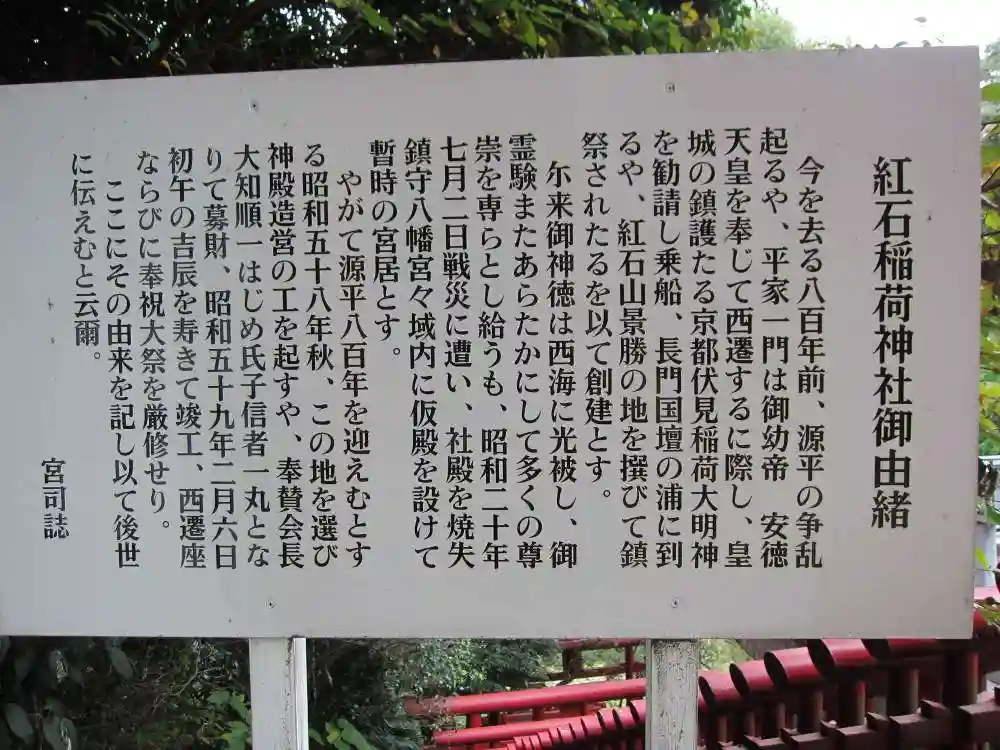 紅石稲荷神社御由緒
今を去る八百年前、源平の争乱
起るや、平家一門は御幼帝　安徳
天皇を奉じて西遷するに際し、皇
城の鎮護たる京都伏見稲荷大明神
を勧請し乗船、長門国壇の浦に到
るや、紅石山景勝の地を撰びて鎮
祭されたるを以て創建とす。
尓来御神徳は西海に光被し、御
霊験またあらたかにして多くの尊
崇を専らとし給うも、昭和二十年
七月二日戦災に遭い、社殿を焼失
鎮守八幡宮々域内に仮殿を設けて
暫時の宮居とす。
やがて源平八百年を迎えむとす
る昭和五十八年秋、この地を選び
神殿造営の工を起すや、奉賛会長
大知順一はじめ氏子信者一丸とな
りて募財、昭和五十九年二月六日
初午の吉辰を寿きて竣工、西遷座
ならびに奉祝大祭を厳修せり。
ここにその由来を記し以て後世
に伝えむと云爾。
宮司誌